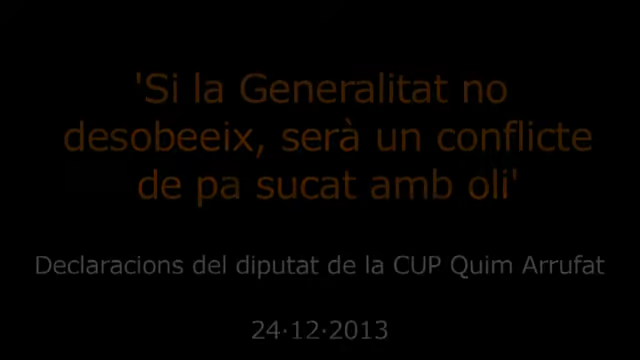 'Si la Generalitat no
desobeeix, serà un conflicte
de pa sucat amb oli'
Declaracions del diputat de la CUP Quim Arrufat
24·12·2013